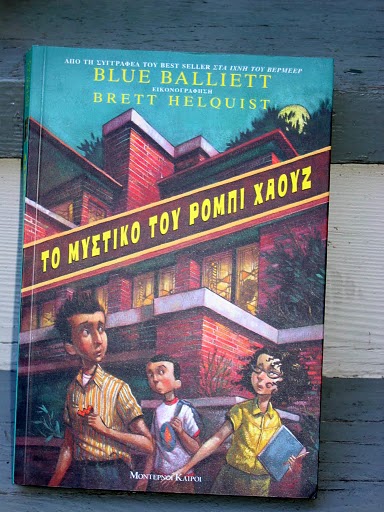 ΑΠΟ ΤΗ ΣΥΓΓΡΑΦΕΑ ΤΟΥ BEST SELLER ΣΤΑ ΙΧΝΗ ΤΟΥ ΒΕΡΜΕΕΡ
BLUE BALLIETT
ΕΙΚΟΝΟΓΡΑΦΗΣΗ
BRETT HELQUIST
ΤΟ ΜΥΣΤΙΚΟ ΤΟΥ ΡΟΜΠΙ ΧΑΟΥΖ
ΜΟΝΤΕΡΝΟΙ ΚΑΙΡΟΙ